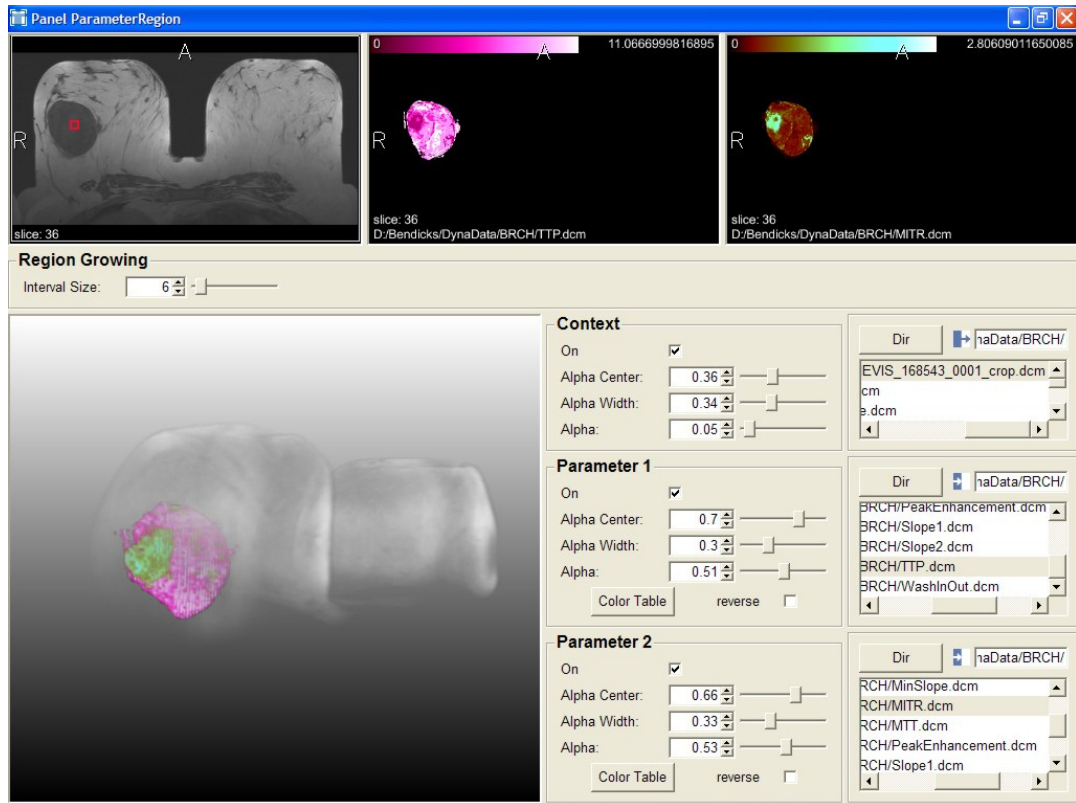 Panel ParameterRegion
A
R
slice: 36
0
11.0666999816895
A
R
slice: 36
D:/Bendicks/DynaData/BRCH/TTP.dcm
0
2.80609011650085
A
R
slice: 36
D:/Bendicks/DynaData/BRCH/MITR.dcm
Region Growing
Interval Size:
6
Context
On
Alpha Center:
0.36
Alpha Width:
0.34
Alpha:
0.05
Dir
naData/BRCH/
EVIS_168543_0001_crop.dcm
cm
e.dcm
Parameter 1
On
Alpha Center:
0.7
Alpha Width:
0.3
Alpha:
0.51
Color Table
reverse
Dir
naData/BRCH/
BRCH/PeakEnhancement.dcm
BRCH/Slope1.dcm
BRCH/Slope2.dcm
BRCH/TTP.dcm
BRCH/WashInOut.dcm
Parameter 2
On
Alpha Center:
0.66
Alpha Width:
0.33
Alpha:
0.53
Color Table
reverse
Dir
naData/BRCH/
RCH/MinSlope.dcm
RCH/MITR.dcm
RCH/MTT.dcm
RCH/PeakEnhancement.dcm
RCH/Slope1.dcm